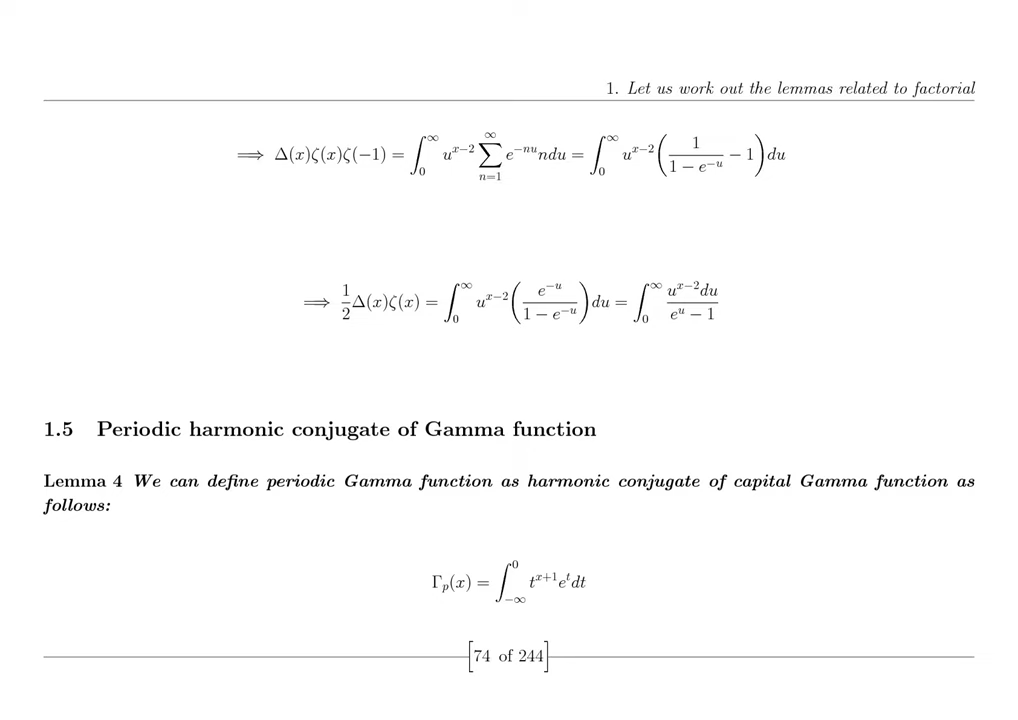 1. Let us work out the lemmas related to factorial
⟹ Δ(x)ζ(x)ζ(−1) = ∫_0^∞ u^{x−2} ∑_{n=1}^∞ e^{−nu}ndu = ∫_0^∞ u^{x−2} ( 1 / (1 − e^{−u}) − 1 ) du
⟹ 1/2 Δ(x)ζ(x) = ∫_0^∞ u^{x−2} ( e^{−u} / (1 − e^{−u}) ) du = ∫_0^∞ u^{x−2}du / (e^u − 1)
1.5 Periodic harmonic conjugate of Gamma function
Lemma 4 We can define periodic Gamma function as harmonic conjugate of capital Gamma function as
follows:
Γ_p(x) = ∫_{−∞}^0 t^{x+1}e^t dt
[74 of 244]